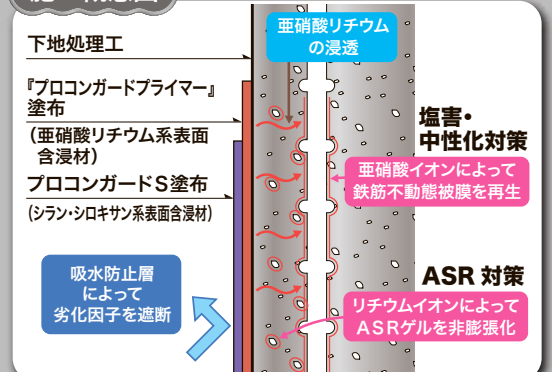 亜硝酸リチウム
の浸透
下地処理工
『プロコンガードプライマー』
塗布
(亜硝酸リチウム系表面
含浸材)
プロコンガードS塗布
(シラン・シロキサン系表面含浸材)
吸水防止層
によって
劣化因子を遮断
塩害・
中性化対策
亜硝酸イオンによって
鉄筋不動態被膜を再生
ASR 対策
リチウムイオンによって
ASRゲルを非膨張化